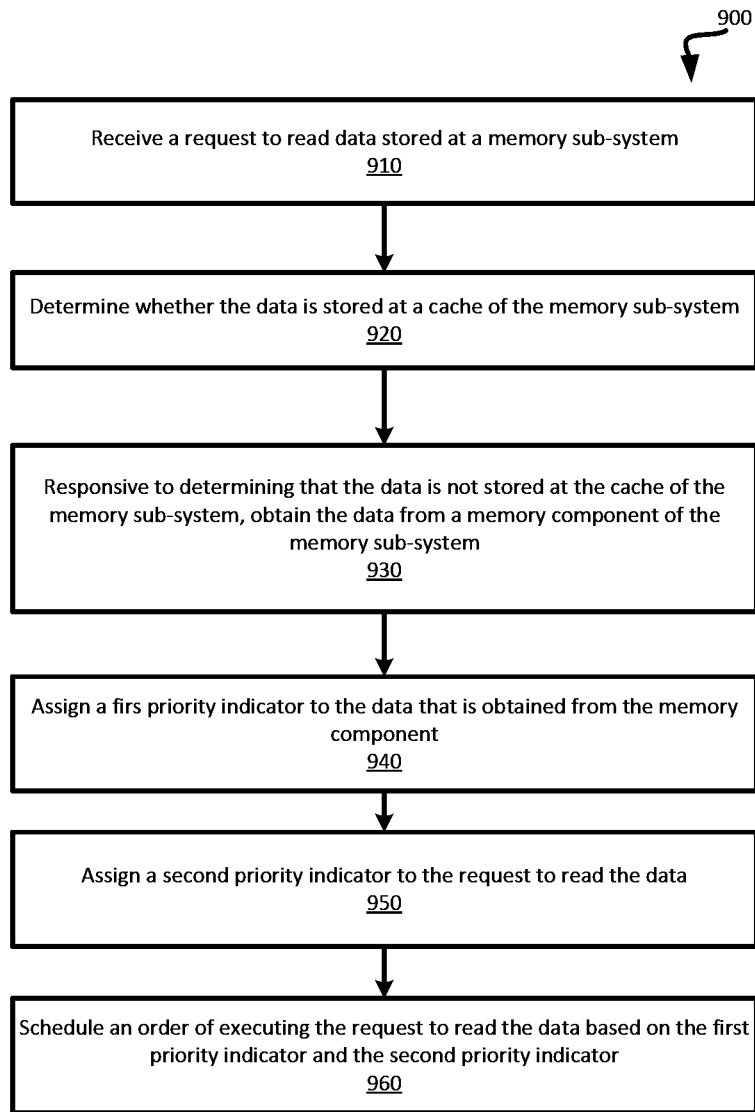 900
Receive a request to read data stored at a memory sub-system
910
Determine whether the data is stored at a cache of the memory sub-system
920
Responsive to determining that the data is not stored at the cache of the
memory sub-system, obtain the data from a memory component of the
memory sub-system
930
Assign a firs priority indicator to the data that is obtained from the memory
component
940
Assign a second priority indicator to the request to read the data
950
Schedule an order of executing the request to read the data based on the first
priority indicator and the second priority indicator
960